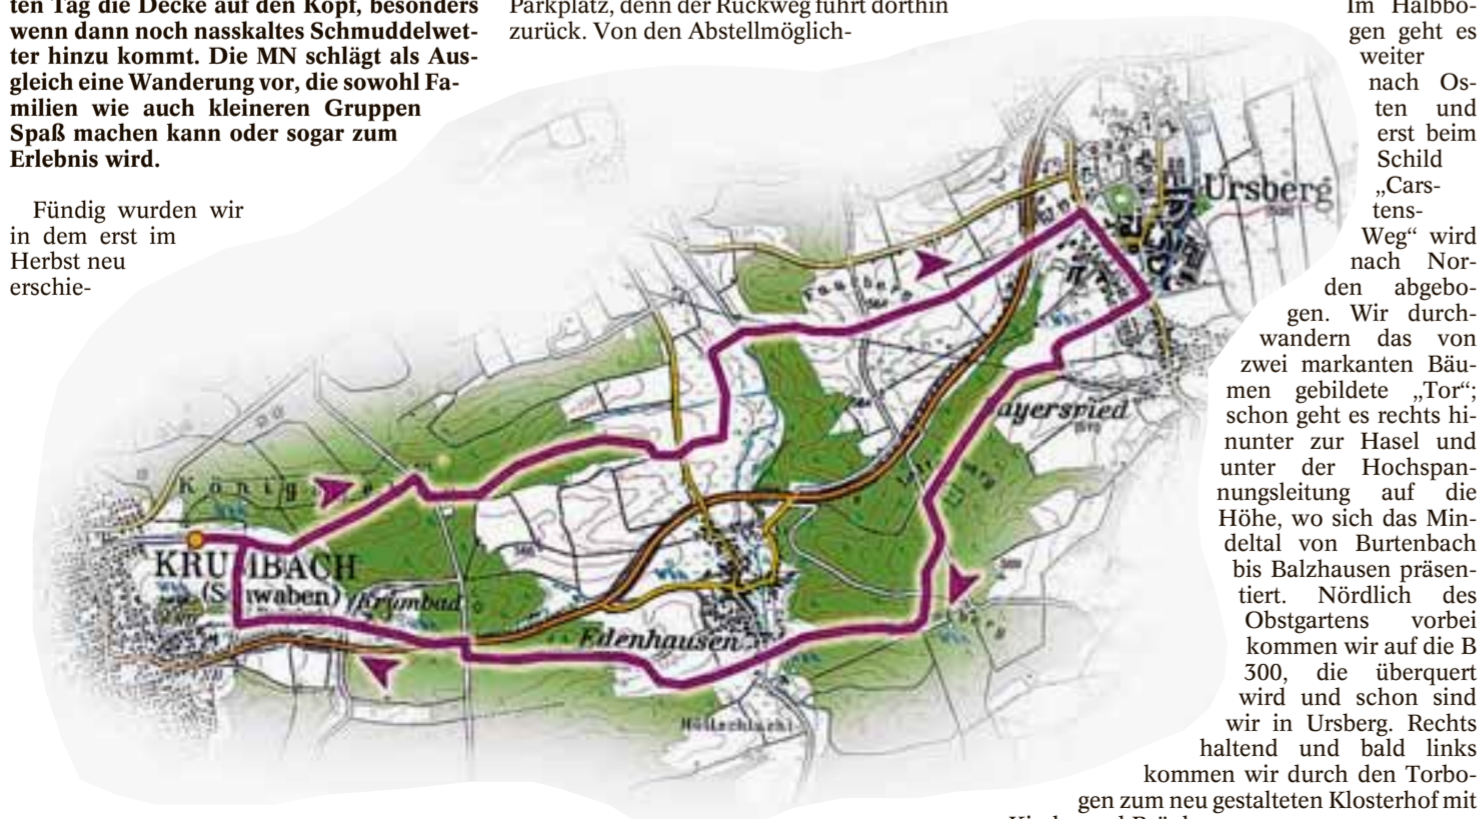 ten Tag die Decke auf den Kopf, besonders
wenn dann noch nasskaltes Schmuddelwet-
ter hinzu kommt. Die MN schlägt als Aus-
gleich eine Wanderung vor, die sowohl Fa-
milien wie auch kleineren Gruppen
Spaß machen kann oder sogar zum
Erlebnis wird.
Fündig wurden wir
in dem erst im
Herbst neu
erschie-
Parkplatz, denn der Rückweg führt dorthin
zurück. Von den Abstellmöglich-
Ursberg
ayersried
KRUMBACH
(Schwaben)
Krumbad
Edenhausen
Im Halbbo-
gen geht es
weiter
nach Os-
ten und
erst beim
Schild
„Cars-
tens-
Weg“ wird
nach Nor-
den abgebo-
gen. Wir durch-
wandern das von
zwei markanten Bäu-
men gebildete „Tor“;
schon geht es rechts hi-
nunter zur Hasel und
unter der Hochspan-
nungsleitung auf die
Höhe, wo sich das Min-
deltal von Burtenbach
bis Balzhausen präsen-
tiert. Nördlich des
Obstgartens vorbei
kommen wir auf die B
300, die überquert
wird und schon sind
wir in Ursberg. Rechts
haltend und bald links
kommen wir durch den Torbo-
gen zum neu gestalteten Klosterhof mit